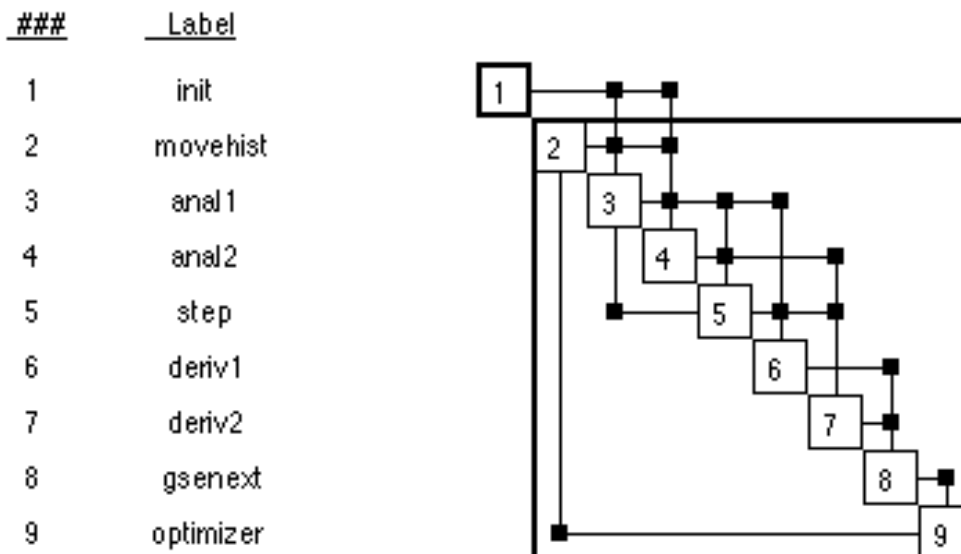 ### Label
1 init 1
2 movehist 2
3 anal1 3
4 anal2 4
5 step 5
6 deriv1 6
7 deriv2 7
8 gsenext 8
9 optimizer 9